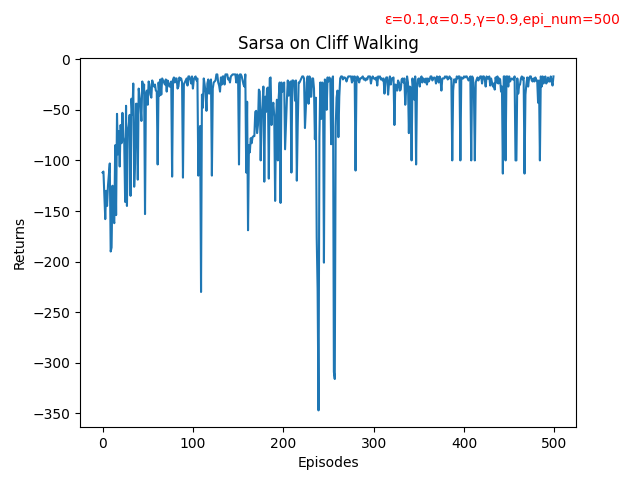 ε=0.1,α=0.5,γ=0.9,epi_num=500
Sarsa on Cliff Walking
0
−50
−100
−150
−200
−250
−300
−350
Returns
0 100 200 300 400 500
Episodes